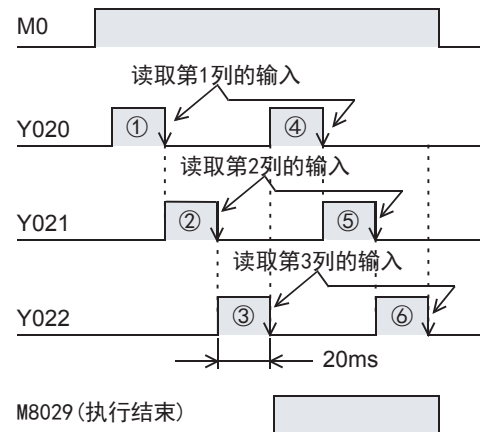 M0
读取第1列的输入
Y020
①
④
读取第2列的输入
Y021
②
⑤
读取第3列的输入
Y022
③
⑥
20ms
M8029(执行结束)